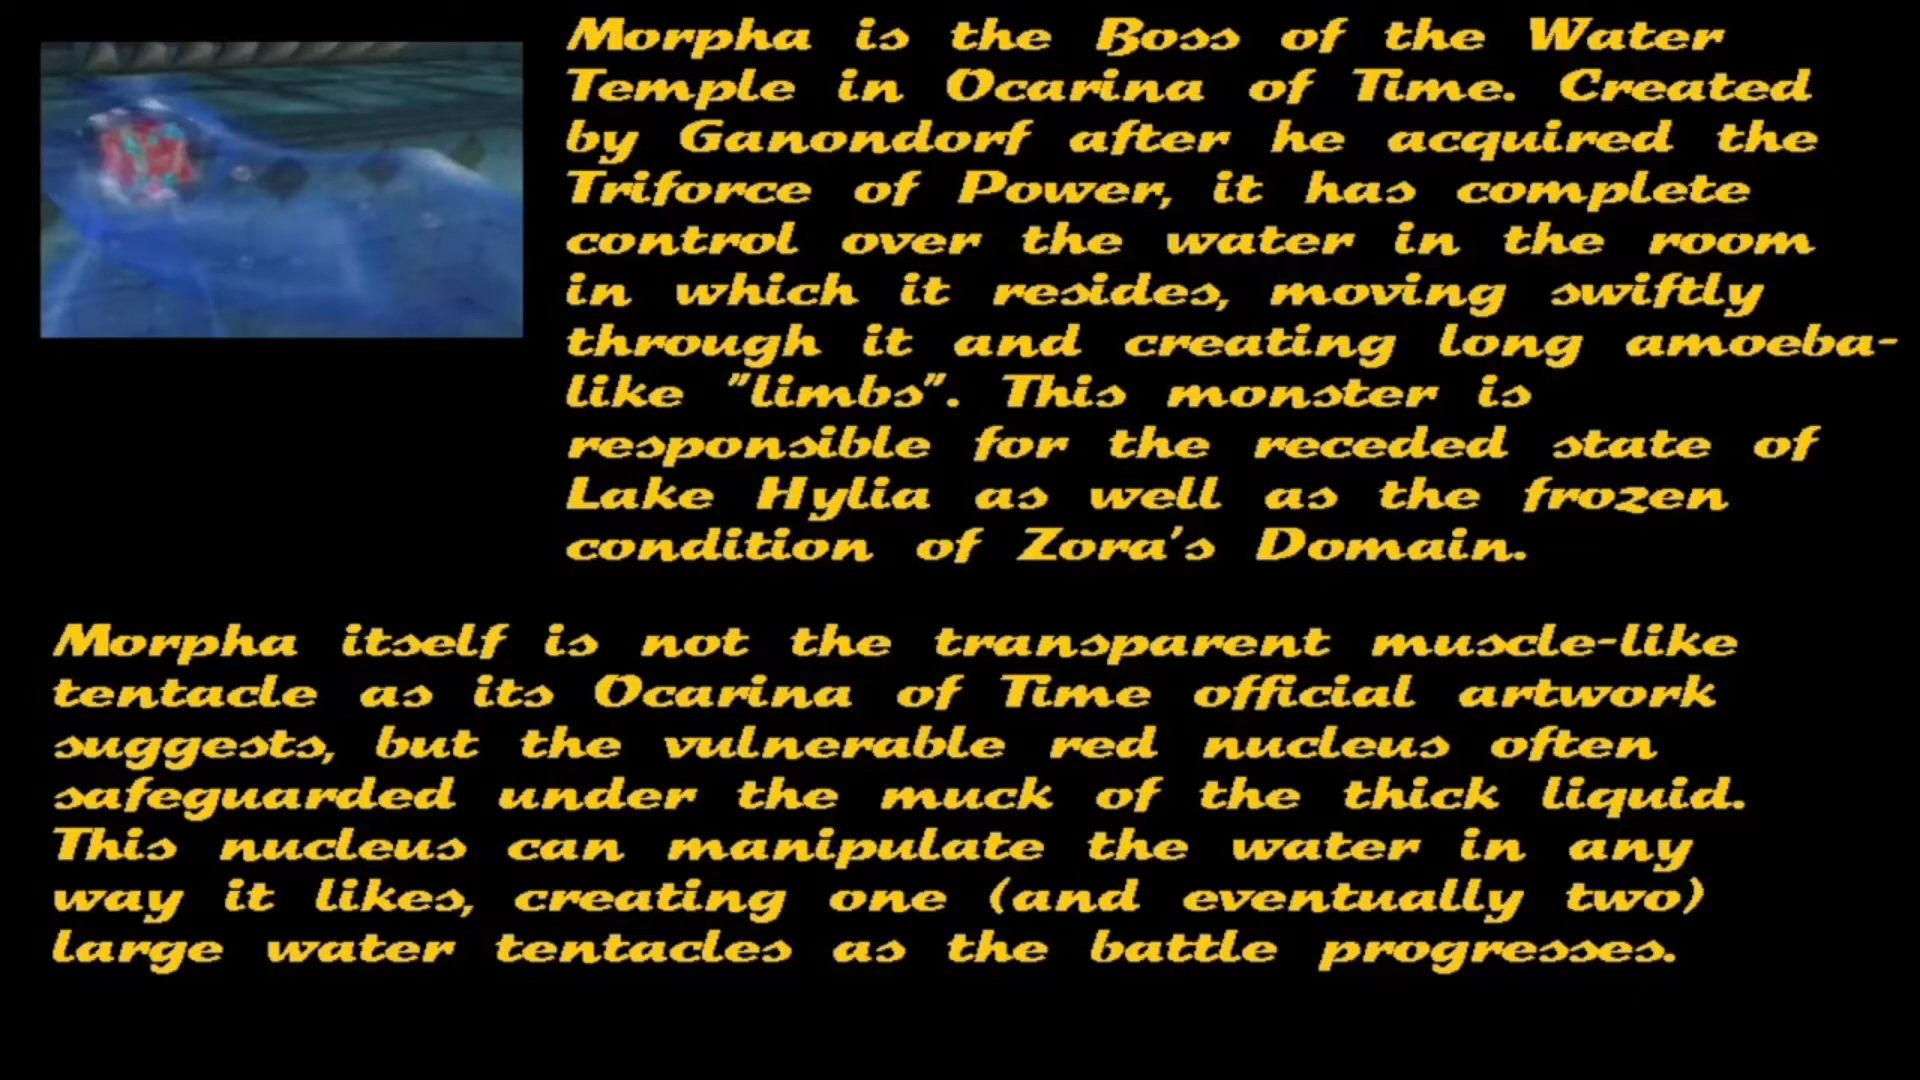 Morpha is the Boss of the Water
Temple in Ocarina of Time. Created
by Ganondorf after he acquired the
Triforce of Power, it has complete
control over the water in the room
in which it resides, moving swiftly
through it and creating long amoeba-
like "limbs". This monster is
responsible for the receded state of
Lake Hylia as well as the frozen
condition of Zora's Domain.
Morpha itself is not the transparent muscle-like
tentacle as its Ocarina of Time official artwork
suggests, but the vulnerable red nucleus often
safeguarded under the muck of the thick liquid.
This nucleus can manipulate the water in any
way it likes, creating one (and eventually two)
large water tentacles as the battle progresses.